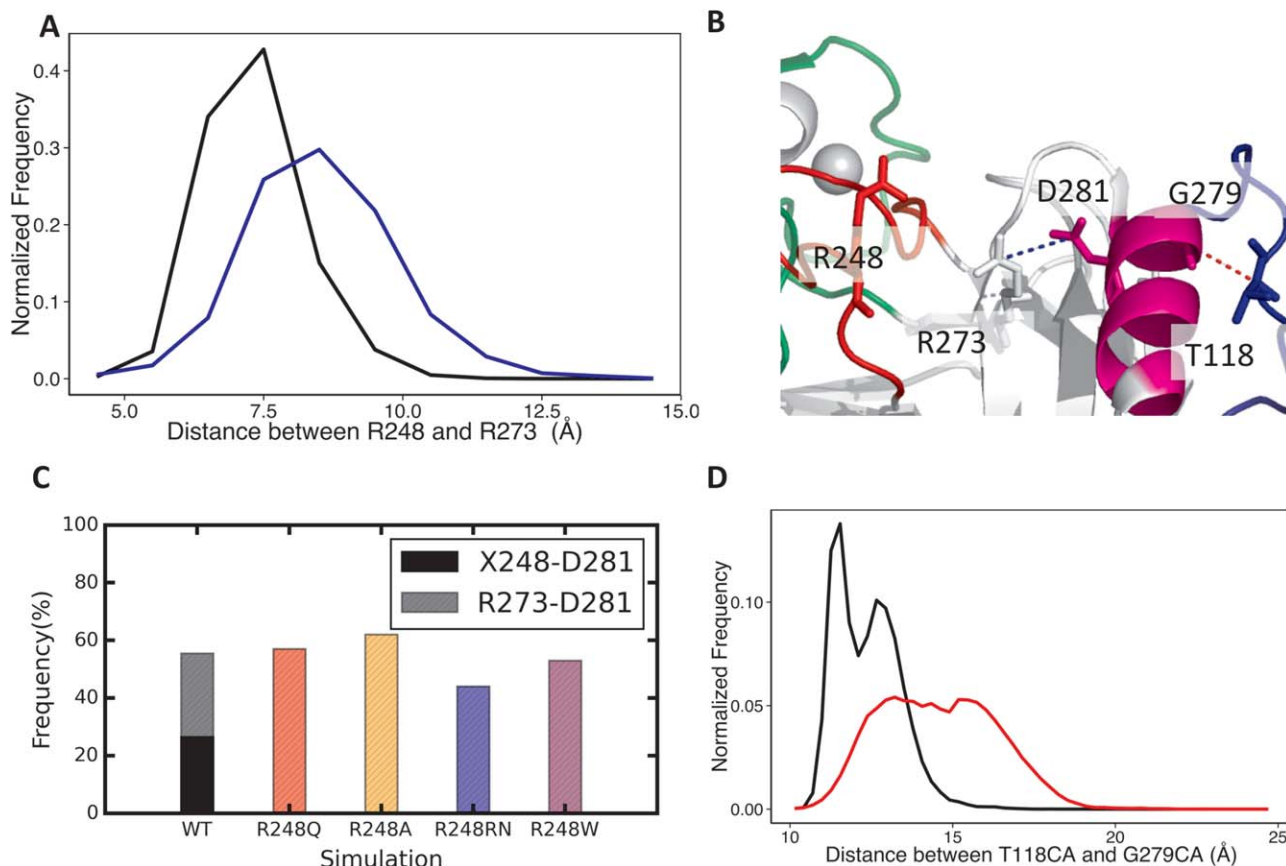 A
Normalized Frequency
0.4
0.3
0.2
0.1
0.0
5.0 7.5 10.0 12.5 15.0
Distance between R248 and R273 (Å)
B
D281 G279
R248
R273
T118
C
Frequency(%)
100
80
60
40
20
0
X248-D281
R273-D281
WT R248Q R248A R248RN R248W
Simulation
D
Normalized Frequency
0.10
0.05
0.00
10 15 20 25
Distance between T118CA and G279CA (Å)